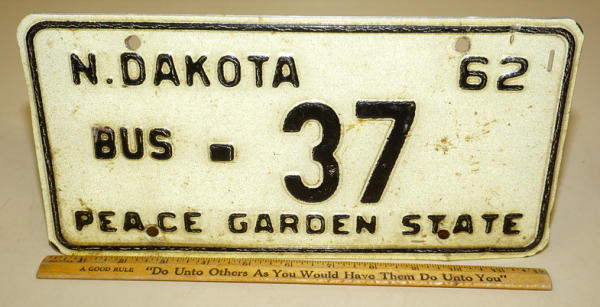 N. DAKOTA 62
BUS - 37
PEACE GARDEN STATE
A GOOD RULE "Do Unto Others As You Would Have Them Do Unto You"